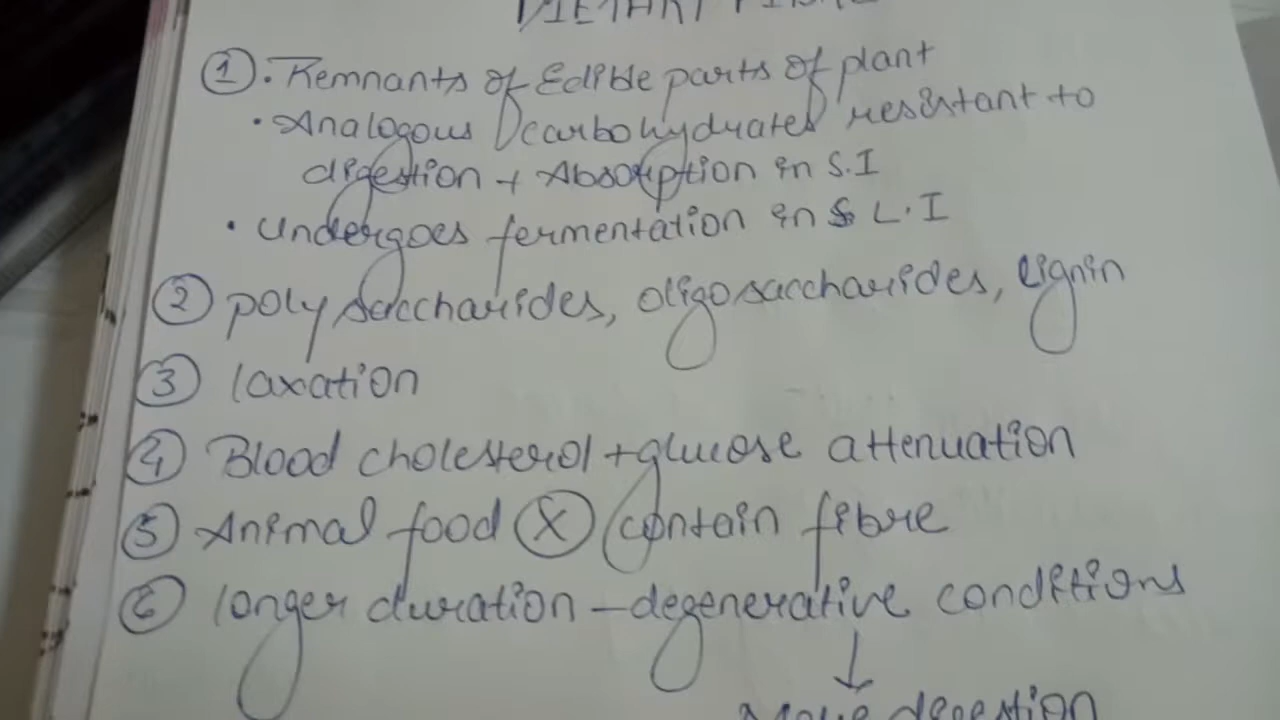 DIETARY FIBRE
① • Remnants of Edible parts of plant
• Analogous carbohydrates resistant to
digestion + Absorption in S.I
• Undergoes fermentation in L.I
② polysaccharides, oligosaccharides, lignin
③ laxation
④ Blood cholesterol + glucose attenuation
⑤ Animal food Ⓧ contain fibre
⑥ longer duration – degenerative conditions
↓